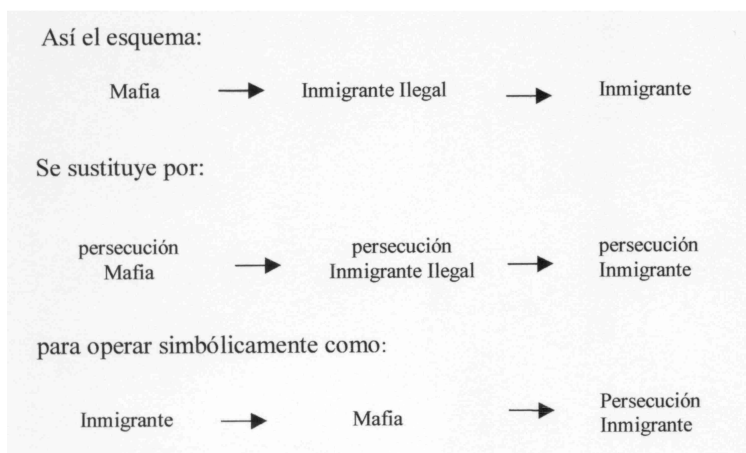 Así el esquema:
Mafia → Inmigrante Ilegal → Inmigrante
Se sustituye por:
persecución → persecución → persecución
Mafia Inmigrante Ilegal Inmigrante
para operar simbólicamente como:
Inmigrante → Mafia → Persecución
Inmigrante